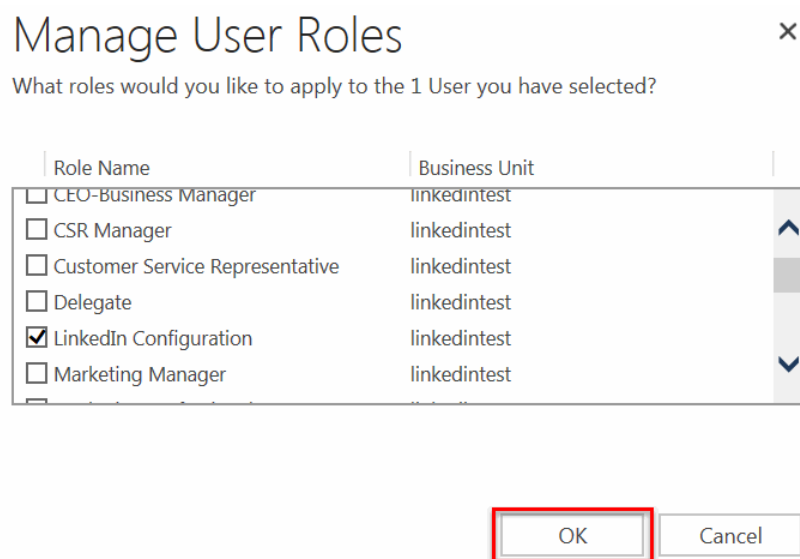 Manage User Roles
What roles would you like to apply to the 1 User you have selected?
Role Name Business Unit
CEO-Business Manager linkedintest
CSR Manager linkedintest
Customer Service Representative linkedintest
Delegate linkedintest
LinkedIn Configuration linkedintest
Marketing Manager linkedintest
OK Cancel